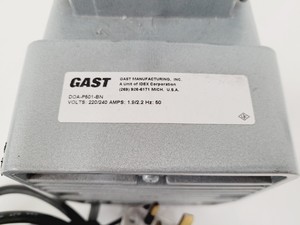 GAST
GAST MANUFACTURING, INC.
A unit of IDEX Corporation
(269) 926-6171 MICH. U.S.A.
DOA-P501-BN
VOLTS: 220/240 AMPS: 1.9/2.2 Hz: 50